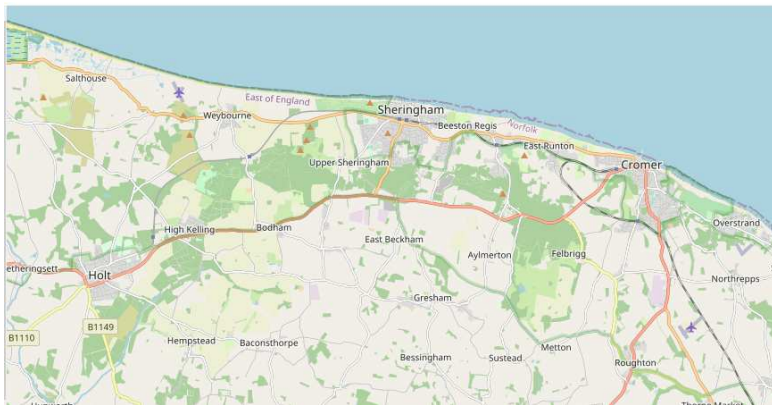 Salthouse
East of England
Sheringham
Weybourne
Beeston Regis
Norfolk
East Runton
Upper Sheringham
Cromer
High Kelling
Bodham
Overstrand
East Beckham
Aylmerton
Felbrigg
etheringsett
Holt
Northrepps
Gresham
B1149
B1110
Hempstead
Baconsthorpe
Metton
Bessingham
Sustead
Roughton